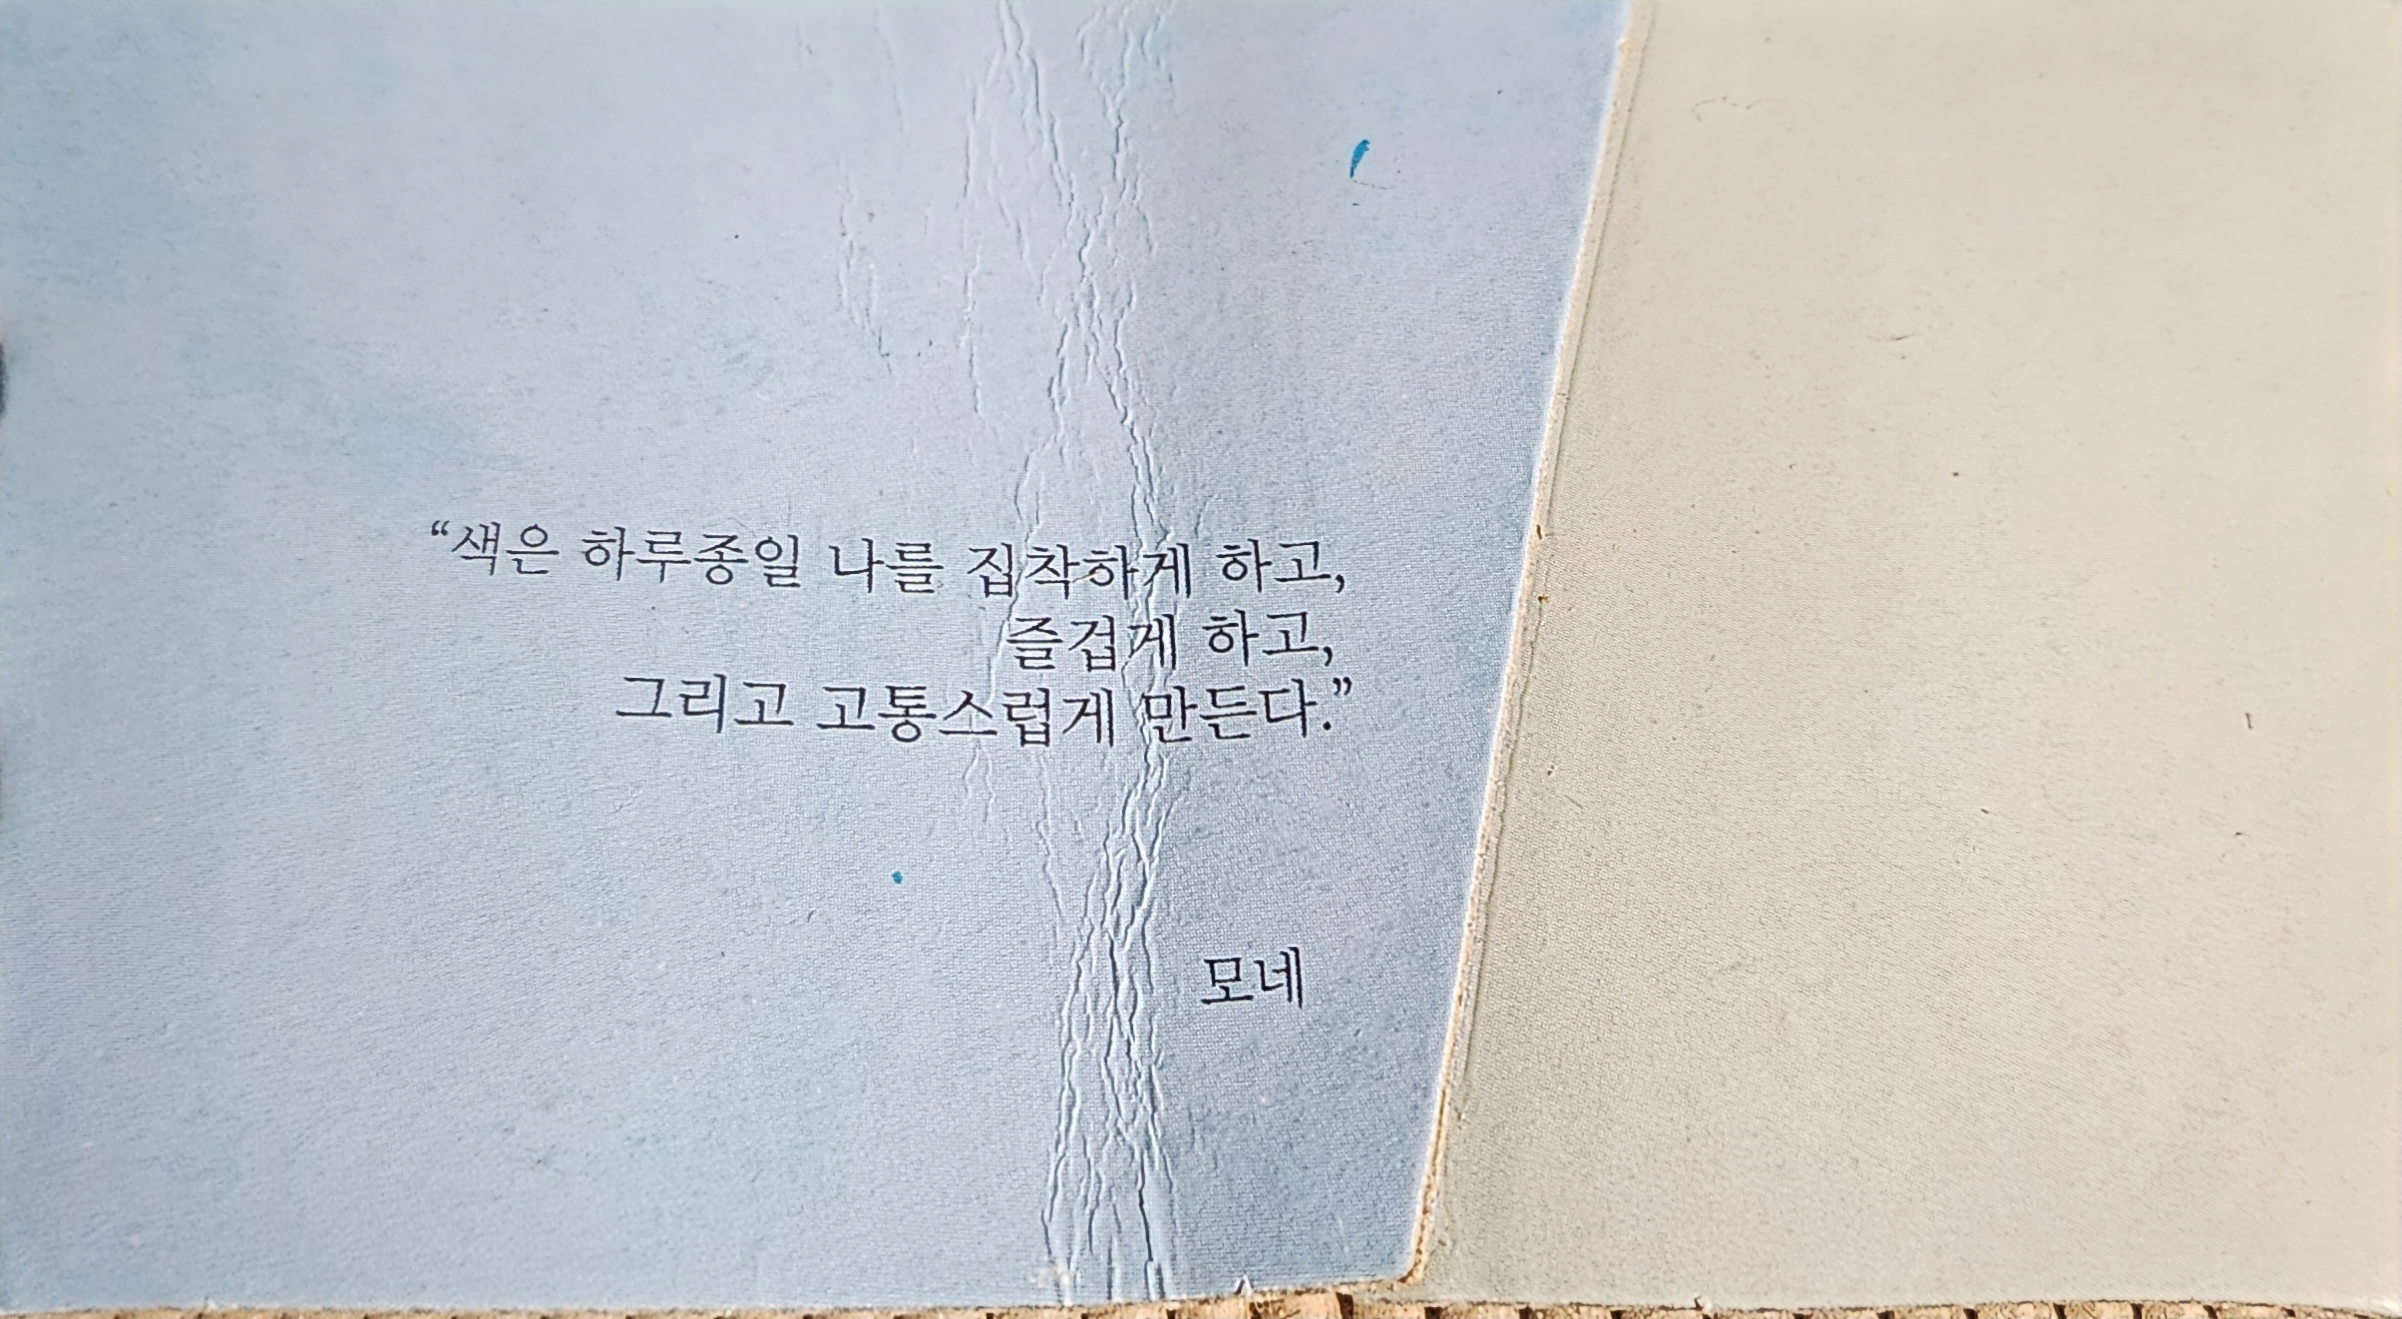 “색은 하루종일 나를 집착하게 하고,
즐겁게 하고,
그리고 고통스럽게 만든다.”
모네